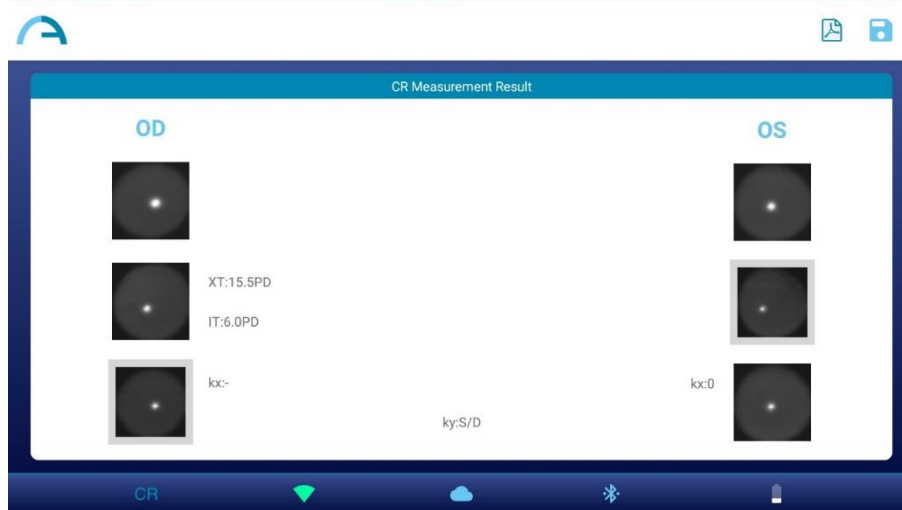 CR Measurement Result
OD
OS
XT:15.5PD
IT:6.0PD
kx:-
kx:0
ky:S/D
CR